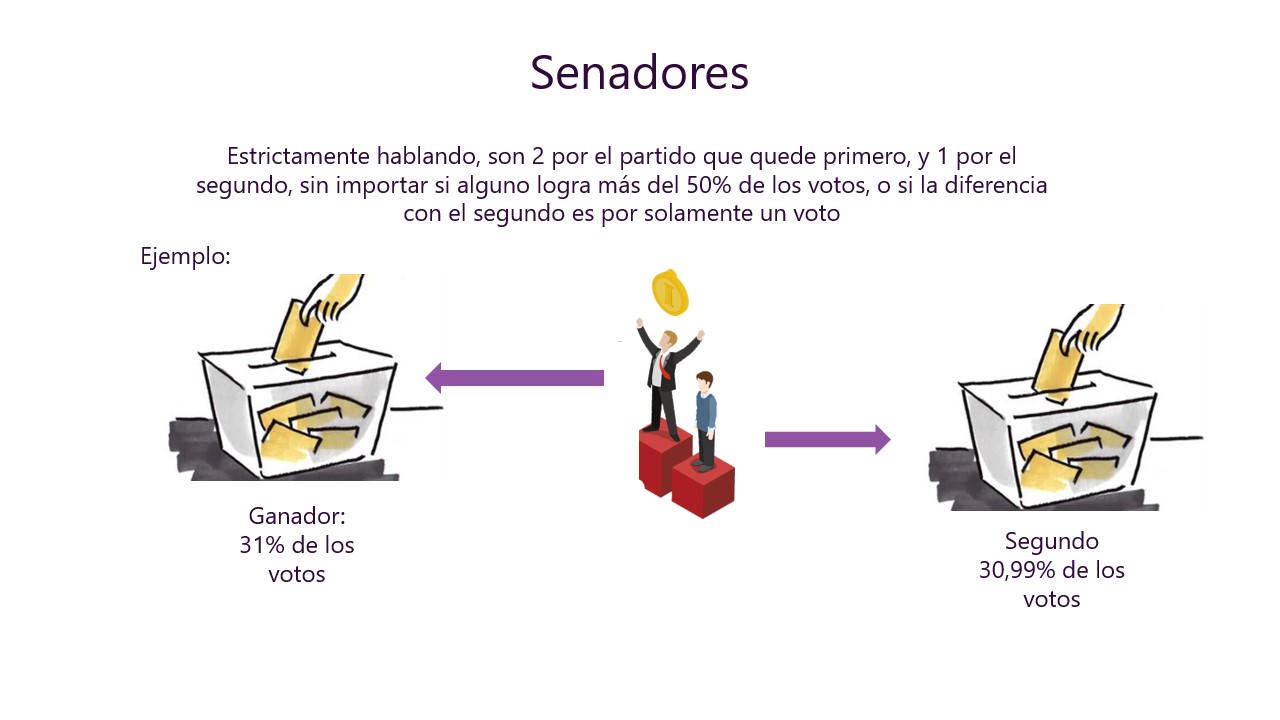 Senadores
Estrictamente hablando, son 2 por el partido que quede primero, y 1 por el
segundo, sin importar si alguno logra más del 50% de los votos, o si la diferencia
con el segundo es por solamente un voto
Ejemplo:
Ganador:
31% de los
votos
Segundo
30,99% de los
votos